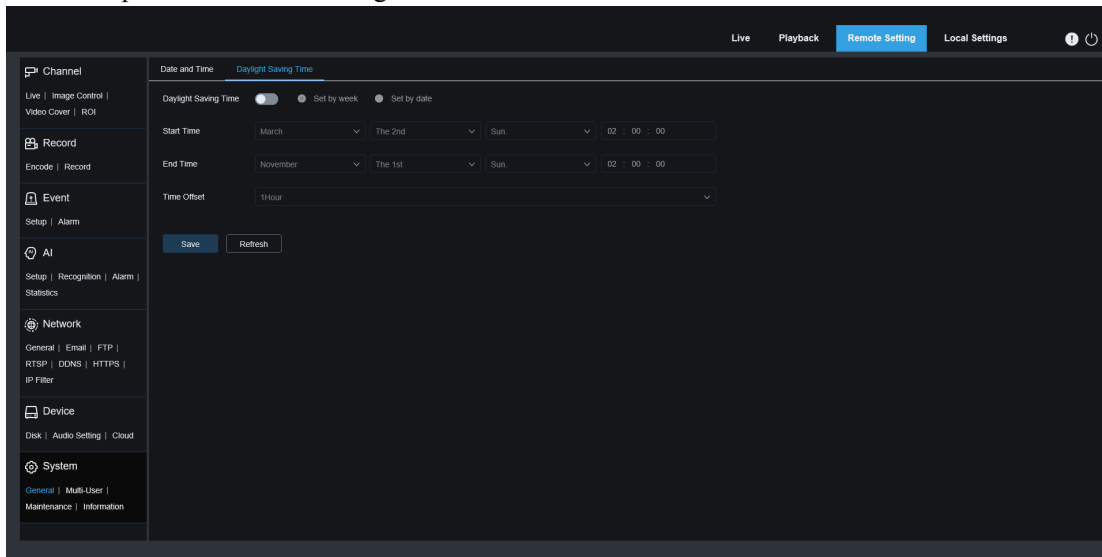 Live Playback Remote Setting Local Settings
Channel
Live | Image Control |
Video Cover | ROI
Record
Encode | Record
Event
Setup | Alarm
AI
Setup | Recognition | Alarm |
Statistics
Network
General | Email | FTP |
RTSP | DDNS | HTTPS |
IP Filter
Device
Disk | Audio Setting | Cloud
System
General | Multi-User |
Maintenance | Information
Date and Time Daylight Saving Time
Daylight Saving Time Set by week Set by date
Start Time March The 2nd Sun. 02 : 00 : 00
End Time November The 1st Sun. 02 : 00 : 00
Time Offset 1Hour
Save Refresh